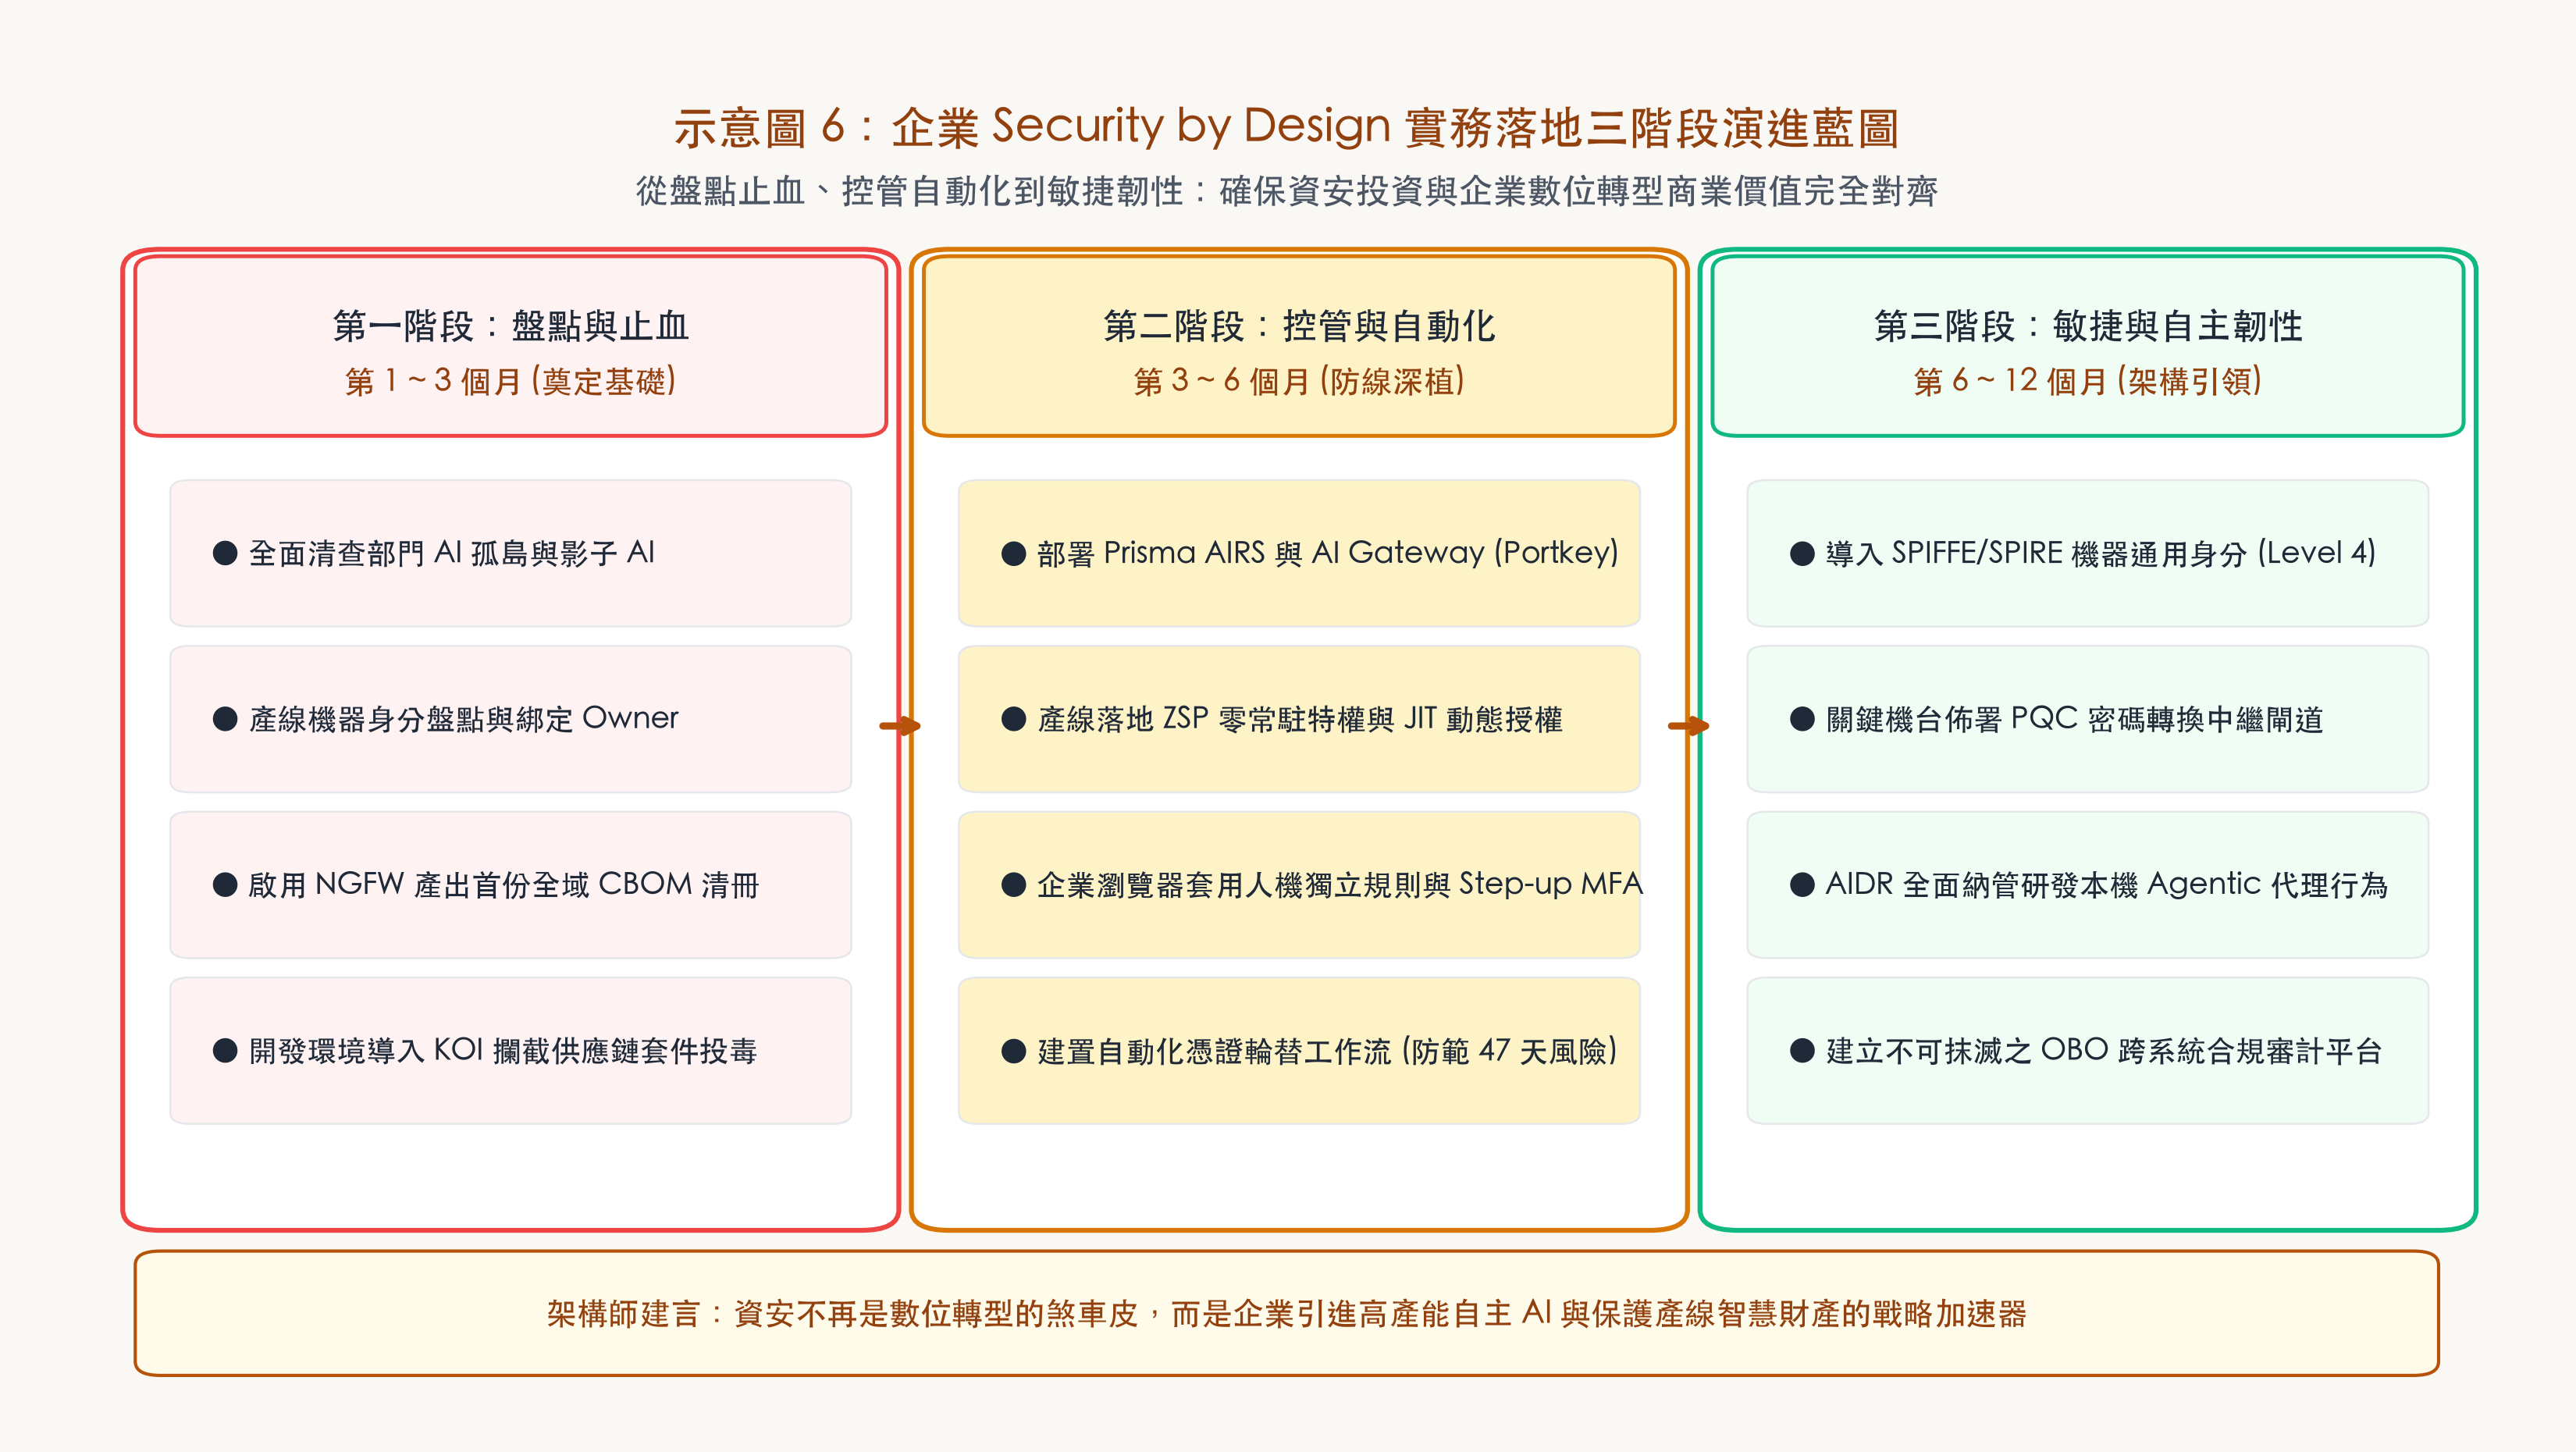 示意圖 6：企業 Security by Design 實務落地三階段演進藍圖
從盤點止血、控管自動化到敏捷韌性：確保資安投資與企業數位轉型商業價值完全對齊
第一階段：盤點與止血
第 1 ~ 3 個月 (奠定基礎)
● 全面清查部門 AI 孤島與影子 AI
● 產線機器身分盤點與綁定 Owner
● 啟用 NGFW 產出首份全域 CBOM 清冊
● 開發環境導入 KOI 攔截供應鏈套件投毒
第二階段：控管與自動化
第 3 ~ 6 個月 (防線深植)
● 部署 Prisma AIRS 與 AI Gateway (Portkey)
● 產線落地 ZSP 零常駐特權與 JIT 動態授權
● 企業瀏覽器套用人機獨立規則與 Step-up MFA
● 建置自動化憑證輪替工作流 (防範 47 天風險)
第三階段：敏捷與自主韌性
第 6 ~ 12 個月 (架構引領)
● 導入 SPIFFE/SPIRE 機器通用身分 (Level 4)
● 關鍵機台佈署 PQC 密碼轉換中繼閘道
● AIDR 全面納管研發本機 Agentic 代理行為
● 建立不可抹滅之 OBO 跨系統合規審計平台
架構師建言：資安不再是數位轉型的煞車皮，而是企業引進高產能自主 AI 與保護產線智慧財產的戰略加速器